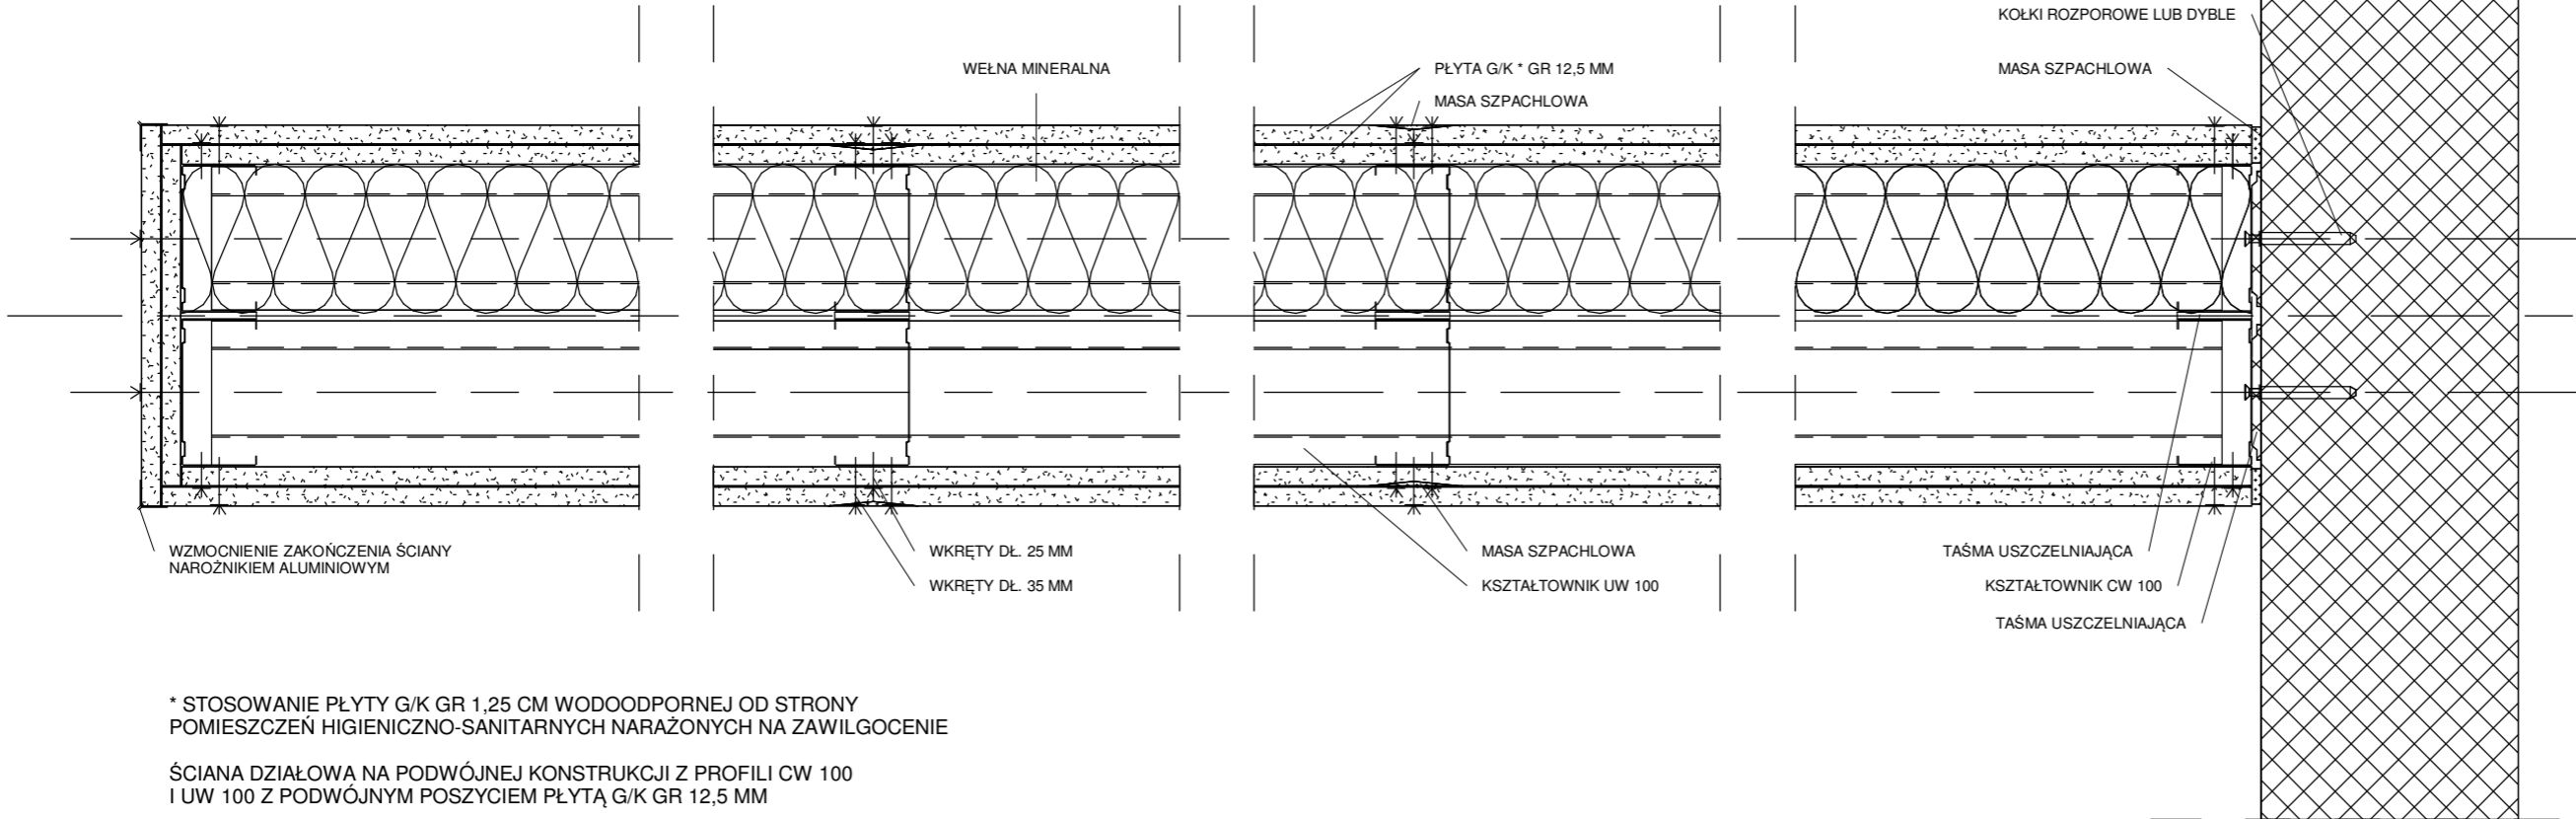 KOŁKI ROZPOROWE LUB DYBLE
WEŁNA MINERALNA
PŁYTA G/K * GR 12,5 MM
MASA SZPACHLOWA
MASA SZPACHLOWA
WZMOCNIENIE ZAKOŃCZENIA ŚCIANY
NAROŻNIKIEM ALUMINIOWYM
WKRĘTY DŁ. 25 MM
WKRĘTY DŁ. 35 MM
MASA SZPACHLOWA
KSZTAŁTOWNIK UW 100
TAŚMA USZCZELNIAJĄCA
KSZTAŁTOWNIK CW 100
TAŚMA USZCZELNIAJĄCA
* STOSOWANIE PŁYTY G/K GR 1,25 CM WODOODPORNEJ OD STRONY
POMIESZCZEŃ HIGIENICZNO-SANITARNYCH NARAŻONYCH NA ZAWILGOCENIE
ŚCIANA DZIAŁOWA NA PODWÓJNEJ KONSTRUKCJI Z PROFILI CW 100
I UW 100 Z PODWÓJNYM POSZYCIEM PŁYTĄ G/K GR 12,5 MM